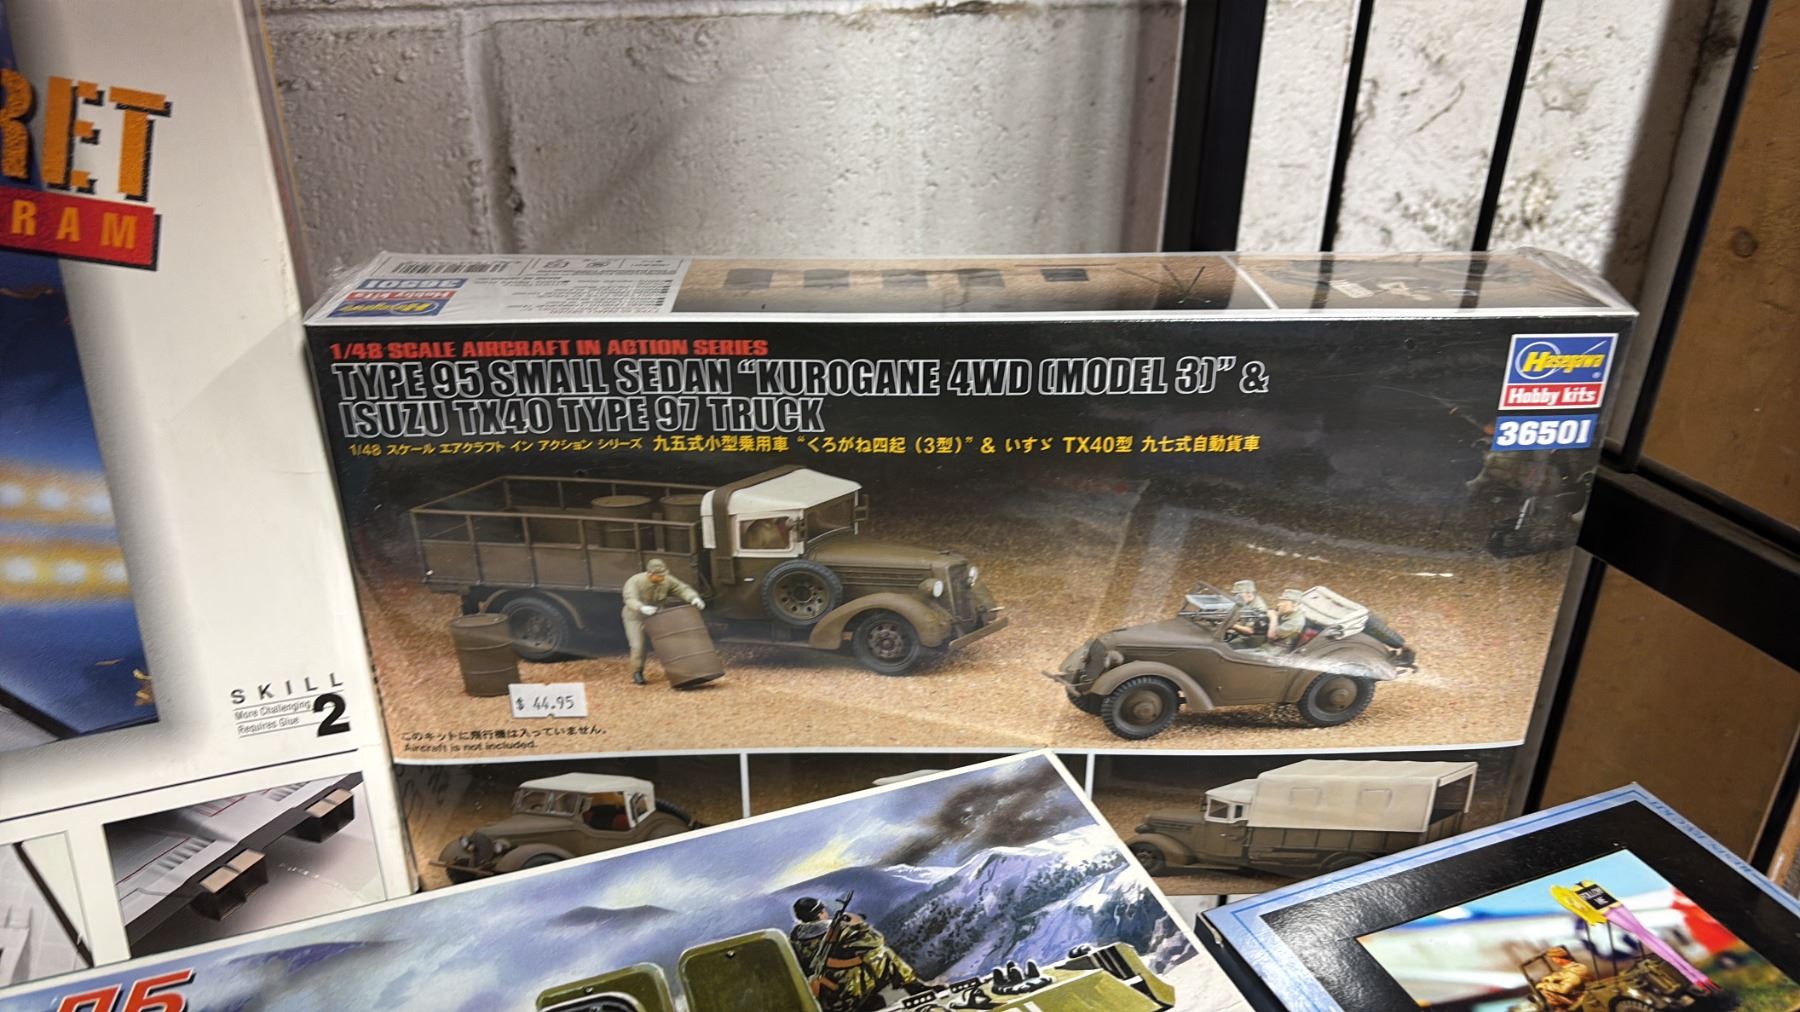 RET
RAM
SKILL
More Challenging
Requires Glue
2
36501
Hobby kits
Hasegawa
1/48 SCALE AIRCRAFT IN ACTION SERIES
TYPE 95 SMALL SEDAN “KUROGANE 4WD (MODEL 3)” &
ISUZU TX40 TYPE 97 TRUCK
1/48 スケール エアクラフト イン アクション シリーズ 九五式小型乗用車 “くろがね四起（3型）” & いすゞ TX40型 九七式自動貨車
Hasegawa
Hobby kits
36501
$ 44.95
このキットに飛行機は入っていません。
Aircraft is not included.
ПБ